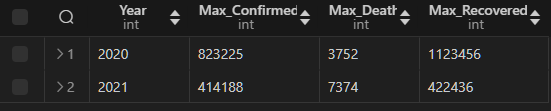 Year Max_Confirmed Max_Death Max_Recovered
int int int int
1 2020 823225 3752 1123456
2 2021 414188 7374 422436